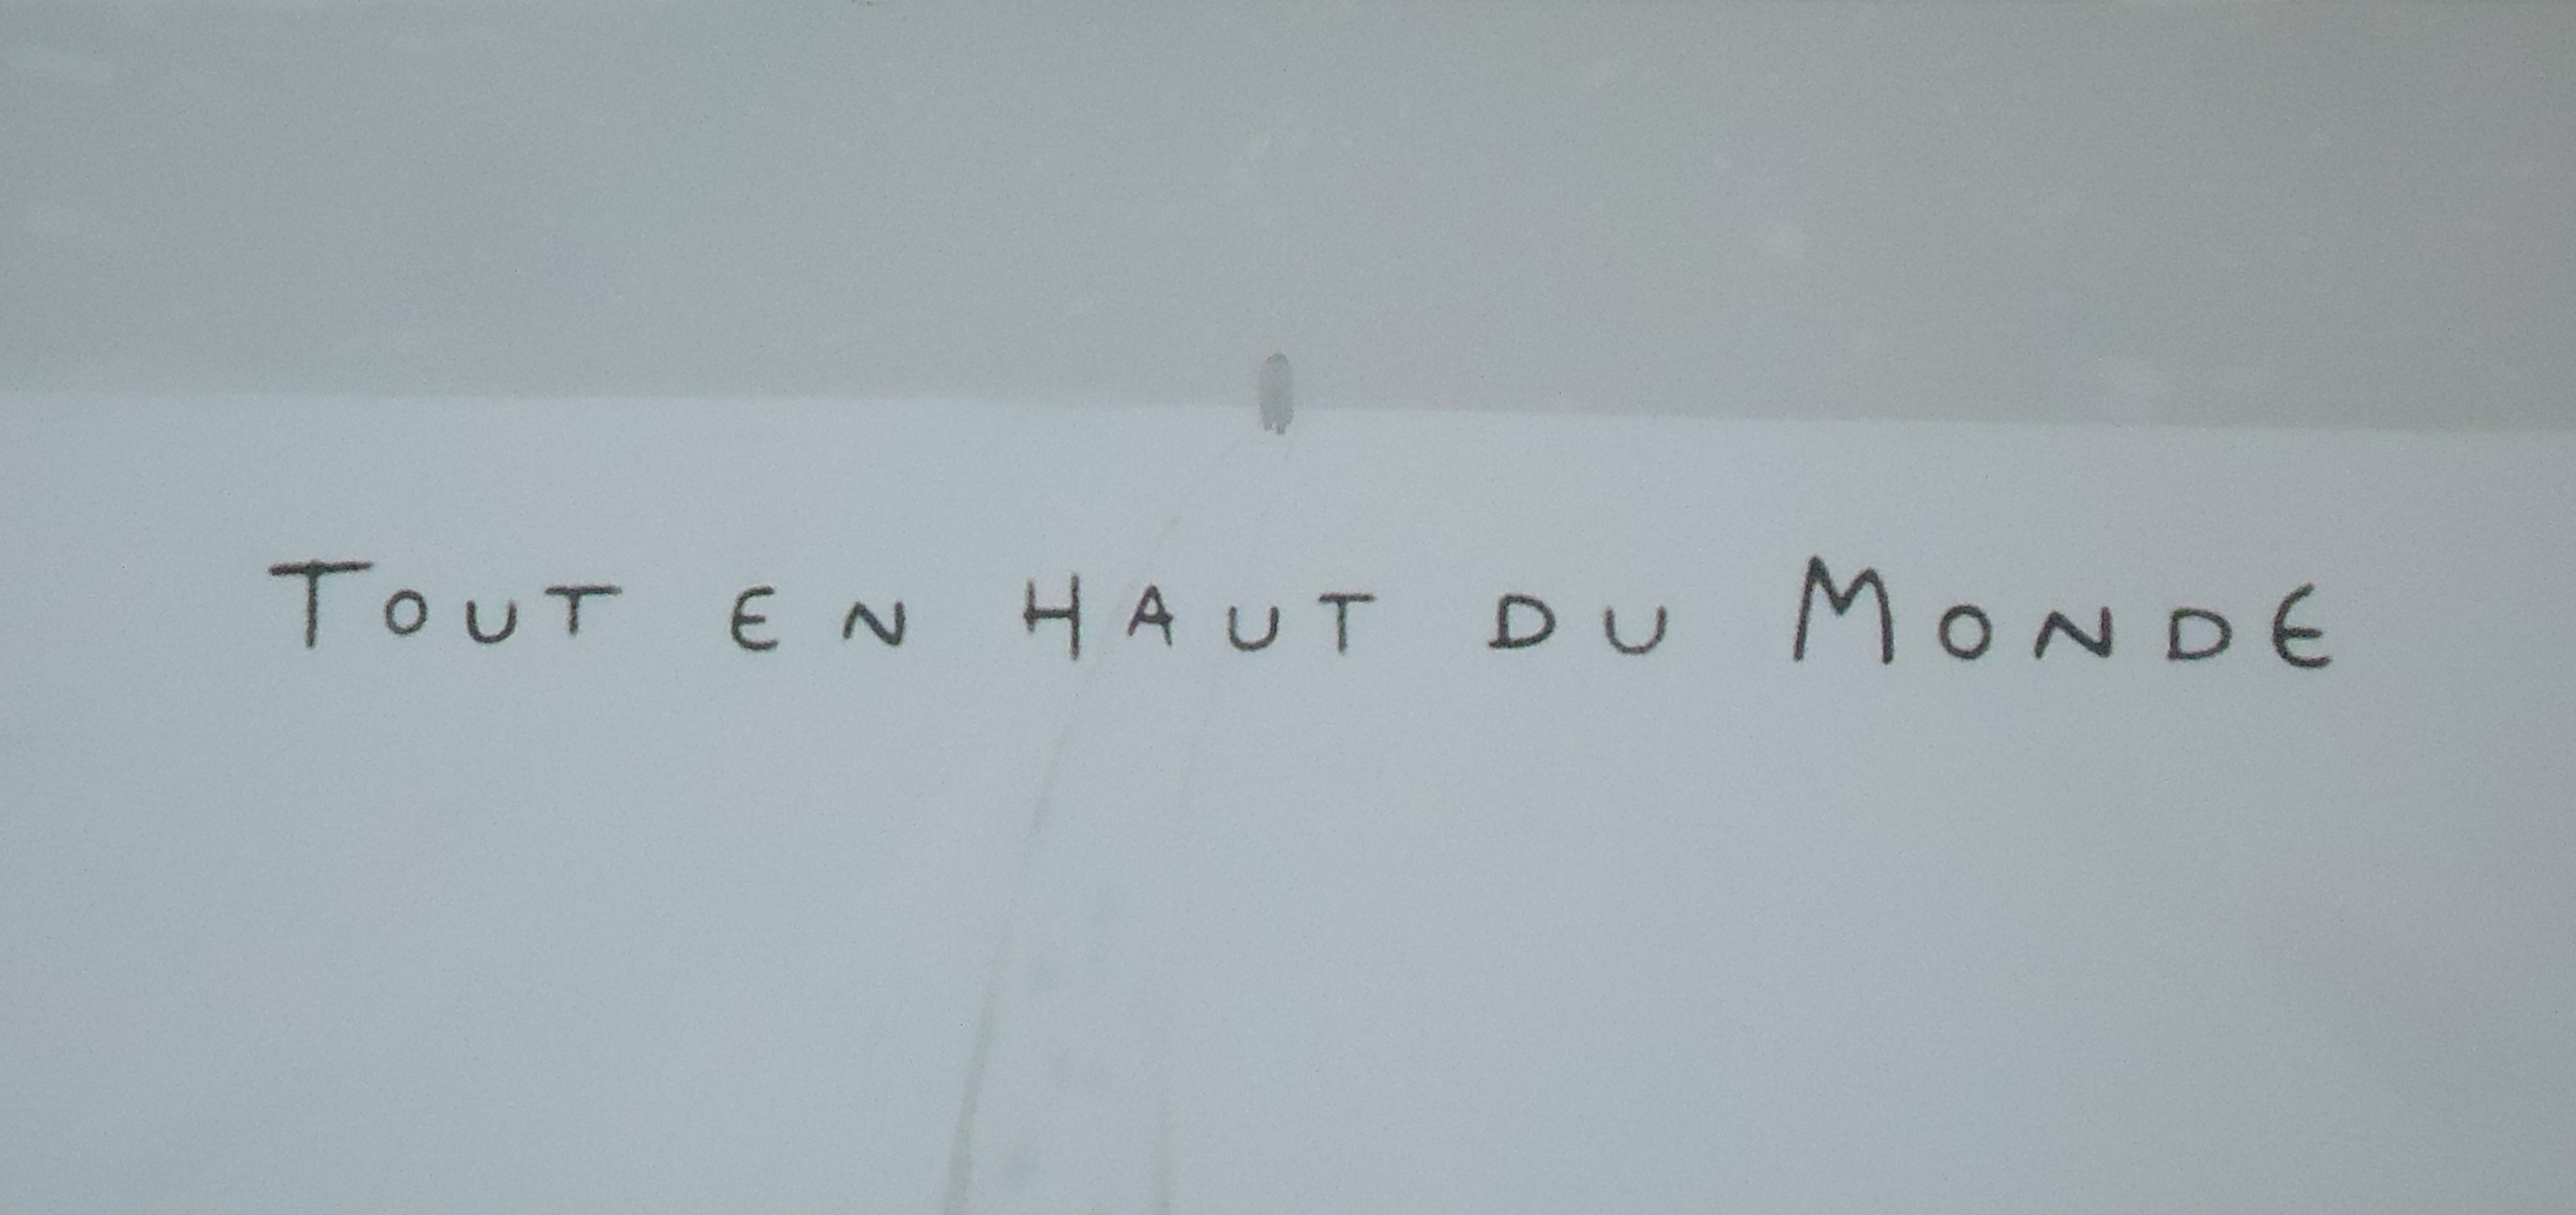 TOUT EN HAUT DU MONDE